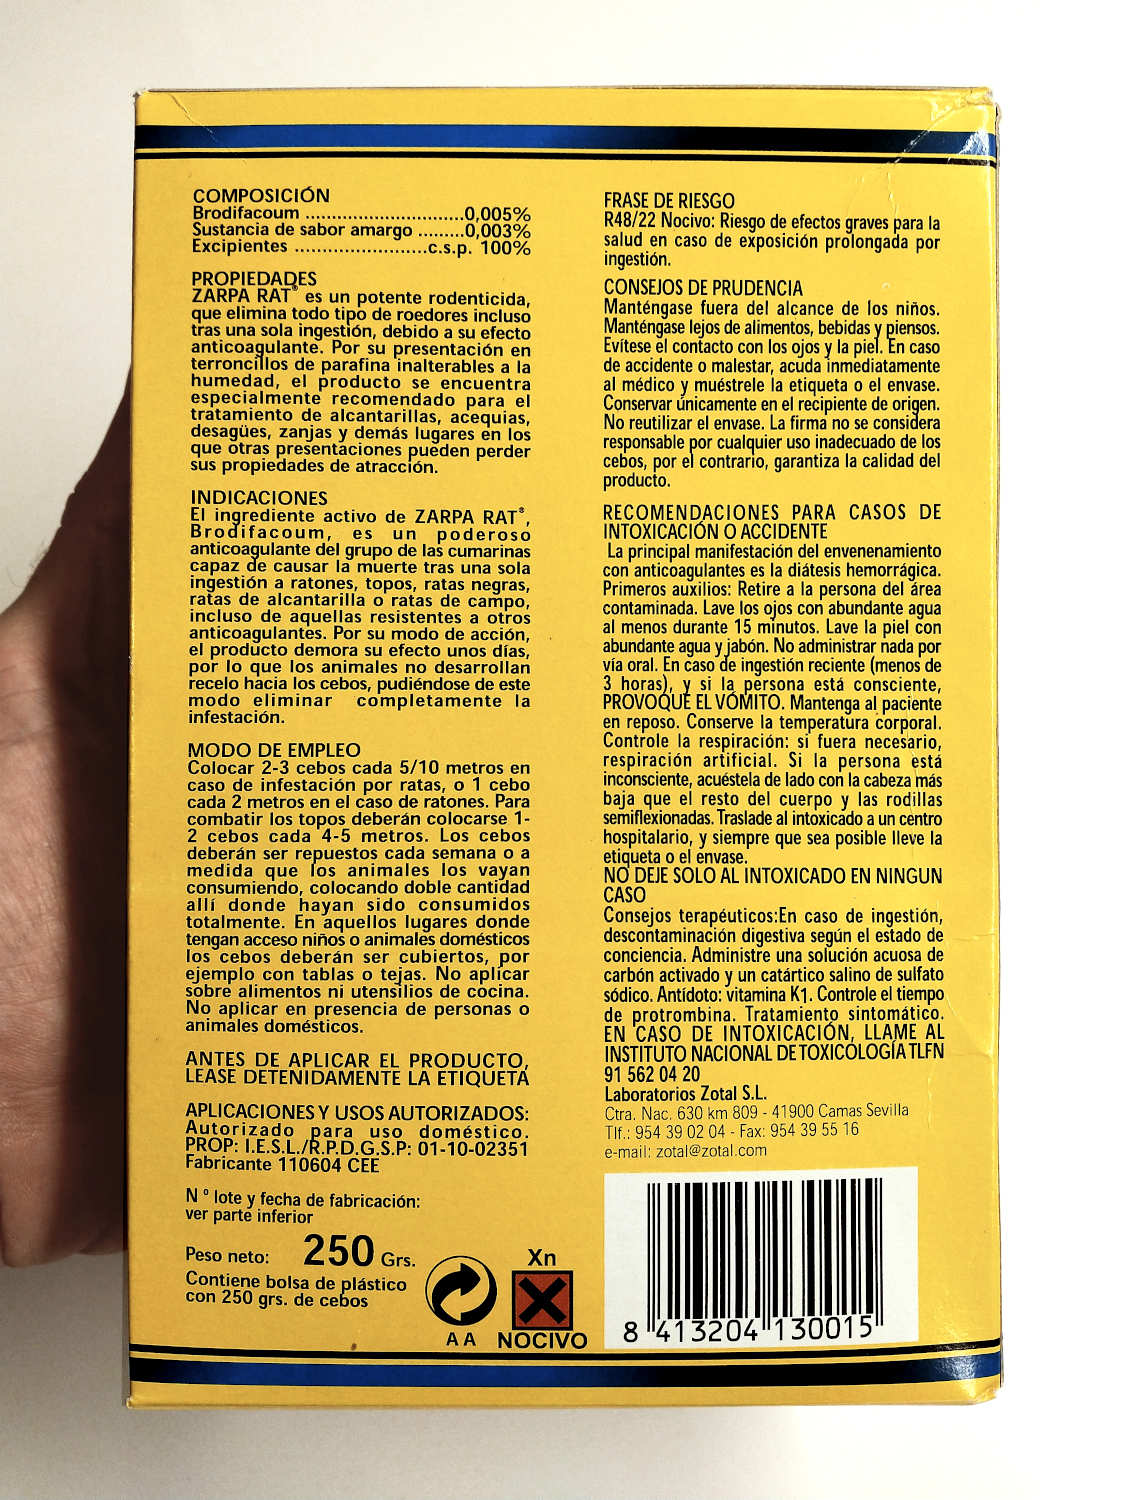 COMPOSICIÓN
Brodifacoum ..............................0,005%
Sustancia de sabor amargo .........0,003%
Excipientes .........................c.s.p. 100%
PROPIEDADES
ZARPA RAT® es un potente rodenticida,
que elimina todo tipo de roedores incluso
tras una sola ingestión, debido a su efecto
anticoagulante. Por su presentación en
terroncillos de parafina inalterables a la
humedad, el producto se encuentra
especialmente recomendado para el
tratamiento de alcantarillas, acequias,
desagües, zanjas y demás lugares en los
que otras presentaciones pueden perder
sus propiedades de atracción.
INDICACIONES
El ingrediente activo de ZARPA RAT®,
Brodifacoum, es un poderoso
anticoagulante del grupo de las cumarinas
capaz de causar la muerte tras una sola
ingestión a ratones, topos, ratas negras,
ratas de alcantarilla o ratas de campo,
incluso de aquellas resistentes a otros
anticoagulantes. Por su modo de acción,
el producto demora su efecto unos días,
por lo que los animales no desarrollan
recelo hacia los cebos, pudiéndose de este
modo eliminar completamente la
infestación.
MODO DE EMPLEO
Colocar 2-3 cebos cada 5/10 metros en
caso de infestación por ratas, o 1 cebo
cada 2 metros en el caso de ratones. Para
combatir los topos deberán colocarse 1-
2 cebos cada 4-5 metros. Los cebos
deberán ser repuestos cada semana o a
medida que los animales los vayan
consumiendo, colocando doble cantidad
allí donde hayan sido consumidos
totalmente. En aquellos lugares donde
tengan acceso niños o animales domésticos
los cebos deberán ser cubiertos, por
ejemplo con tablas o tejas. No aplicar
sobre alimentos ni utensilios de cocina.
No aplicar en presencia de personas o
animales domésticos.
ANTES DE APLICAR EL PRODUCTO,
LEASE DETENIDAMENTE LA ETIQUETA
APLICACIONES Y USOS AUTORIZADOS:
Autorizado para uso doméstico.
PROP: I.E.S.L./R.P.D.G.S.P: 01-10-02351
Fabricante 110604 CEE
Nº lote y fecha de fabricación:
ver parte inferior
Peso neto: 250 Grs.
Contiene bolsa de plástico
con 250 grs. de cebos
AA
Xn
NOCIVO
FRASE DE RIESGO
R48/22 Nocivo: Riesgo de efectos graves para la
salud en caso de exposición prolongada por
ingestión.
CONSEJOS DE PRUDENCIA
Manténgase fuera del alcance de los niños.
Manténgase lejos de alimentos, bebidas y piensos.
Evítese el contacto con los ojos y la piel. En caso
de accidente o malestar, acuda inmediatamente
al médico y muéstrele la etiqueta o el envase.
Conservar únicamente en el recipiente de origen.
No reutilizar el envase. La firma no se considera
responsable por cualquier uso inadecuado de los
cebos, por el contrario, garantiza la calidad del
producto.
RECOMENDACIONES PARA CASOS DE
INTOXICACIÓN O ACCIDENTE
La principal manifestación del envenenamiento
con anticoagulantes es la diátesis hemorrágica.
Primeros auxilios: Retire a la persona del área
contaminada. Lave los ojos con abundante agua
al menos durante 15 minutos. Lave la piel con
abundante agua y jabón. No administrar nada por
vía oral. En caso de ingestión reciente (menos de
3 horas), y si la persona está consciente,
PROVOQUE EL VÓMITO. Mantenga al paciente
en reposo. Conserve la temperatura corporal.
Controle la respiración: si fuera necesario,
respiración artificial. Si la persona está
inconsciente, acuéstela de lado con la cabeza más
baja que el resto del cuerpo y las rodillas
semiflexionadas. Traslade al intoxicado a un centro
hospitalario, y siempre que sea posible lleve la
etiqueta o el envase.
NO DEJE SOLO AL INTOXICADO EN NINGUN
CASO
Consejos terapéuticos:En caso de ingestión,
descontaminación digestiva según el estado de
conciencia. Administre una solución acuosa de
carbón activado y un catártico salino de sulfato
sódico. Antídoto: vitamina K1. Controle el tiempo
de protrombina. Tratamiento sintomático.
EN CASO DE INTOXICACIÓN, LLAME AL
INSTITUTO NACIONAL DE TOXICOLOGÍA TLFN
91 562 04 20
Laboratorios Zotal S.L.
Ctra. Nac. 630 km 809 - 41900 Camas Sevilla
Tlf.: 954 39 02 04 - Fax: 954 39 55 16
e-mail: zotal@zotal.com
8 413204 130015